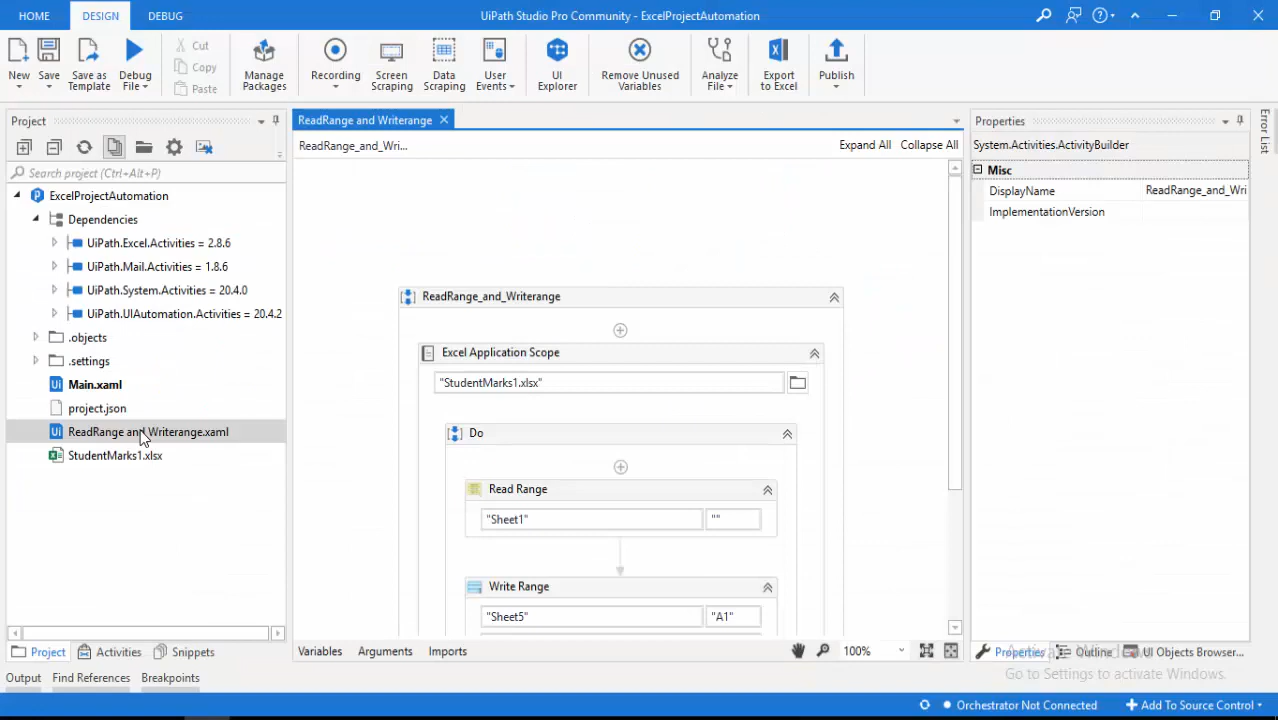 HOME DESIGN DEBUG UiPath Studio Pro Community - ExcelProjectAutomation
New Save Save as Template Debug File Cut Copy Paste Manage Packages Recording Screen Scraping Data Scraping User Events UI Explorer Remove Unused Variables Analyze File Export to Excel Publish
Project
Search project (Ctrl+Alt+P)
ExcelProjectAutomation
Dependencies
UiPath.Excel.Activities = 2.8.6
UiPath.Mail.Activities = 1.8.6
UiPath.System.Activities = 20.4.0
UiPath.UIAutomation.Activities = 20.4.2
.objects
.settings
Main.xaml
project.json
ReadRange and Writerange.xaml
StudentMarks1.xlsx
Project Activities Snippets
ReadRange and Writerange
ReadRange_and_Wri... Expand All Collapse All
ReadRange_and_Writerange
Excel Application Scope
"StudentMarks1.xlsx"
Do
Read Range
"Sheet1" ""
Write Range
"Sheet5" "A1"
Variables Arguments Imports 100%
Properties
System.Activities.ActivityBuilder
Misc
DisplayName ReadRange_and_Wri
ImplementationVersion
Error List
Properties Outline UI Objects Browser...
Activate Windows
Go to Settings to activate Windows.
Output Find References Breakpoints
Orchestrator Not Connected Add To Source Control